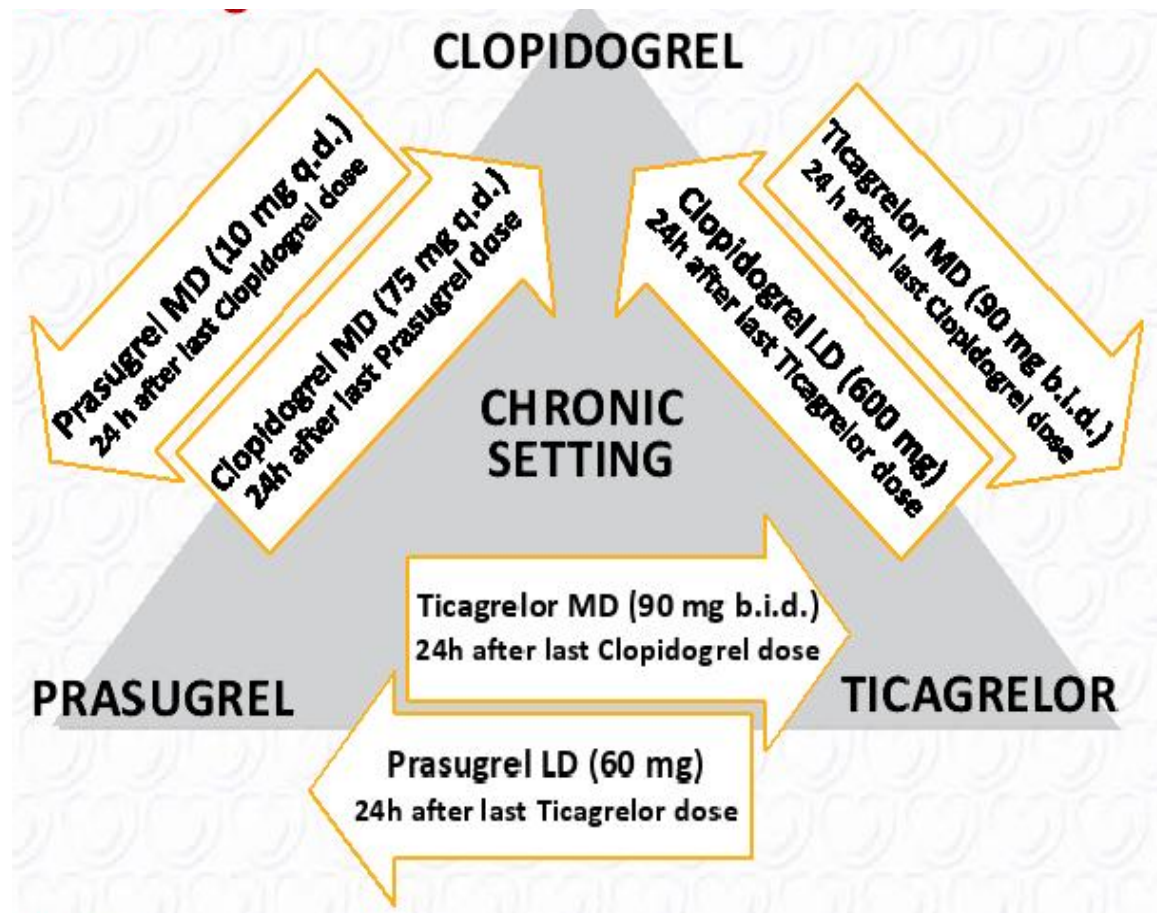 CLOPIDOGREL
Prasugrel MD (10 mg q.d.)
24 h after last Clopidogrel dose
Clopidogrel MD (75 mg q.d.)
24h after last Prasugrel dose
Clopidogrel LD (600 mg)
24h after last Ticagrelor dose
Ticagrelor MD (90 mg b.i.d.)
24 h after last Clopidogrel dose
CHRONIC
SETTING
Ticagrelor MD (90 mg b.i.d.)
24h after last Clopidogrel dose
PRASUGREL
TICAGRELOR
Prasugrel LD (60 mg)
24h after last Ticagrelor dose